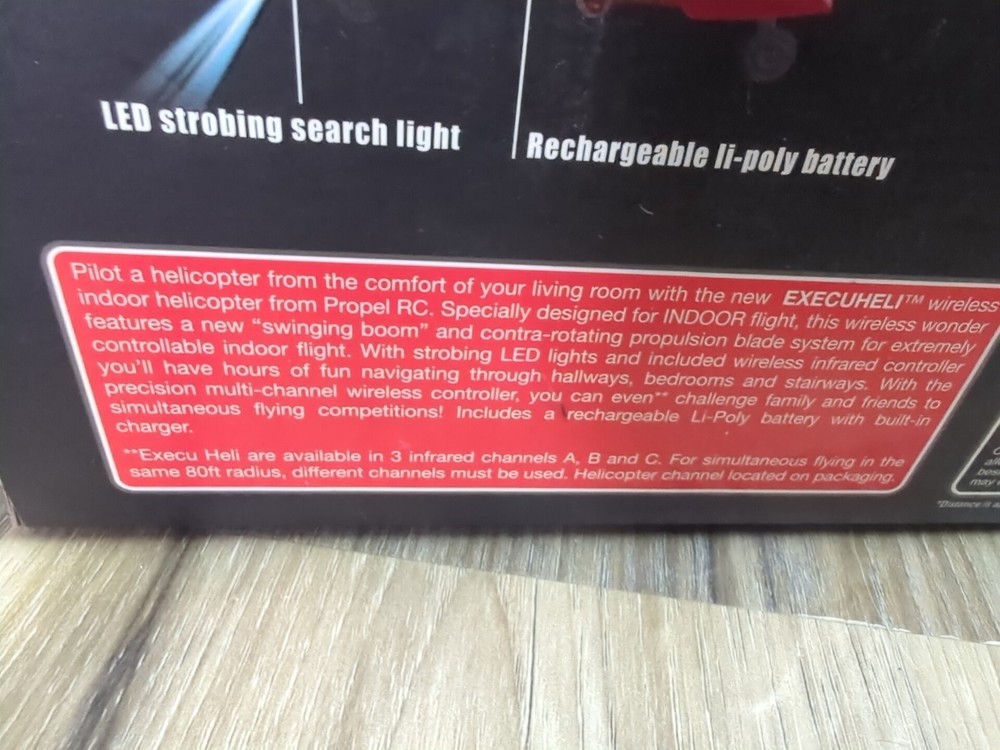 LED strobing search light
Rechargeable li-poly battery
Pilot a helicopter from the comfort of your living room with the new EXECUHELI™ wireless
indoor helicopter from Propel RC. Specially designed for INDOOR flight, this wireless wonder
features a new "swinging boom" and contra-rotating propulsion blade system for extremely
controllable indoor flight. With strobing LED lights and included wireless infrared controller
you'll have hours of fun navigating through hallways, bedrooms and stairways. With the
precision multi-channel wireless controller, you can even** challenge family and friends to
simultaneous flying competitions! Includes a rechargeable Li-Poly battery with built-in
charger.
**Execu Heli are available in 3 infrared channels A, B and C. For simultaneous flying in the
same 80ft radius, different channels must be used. Helicopter channel located on packaging.
may
*Distance is